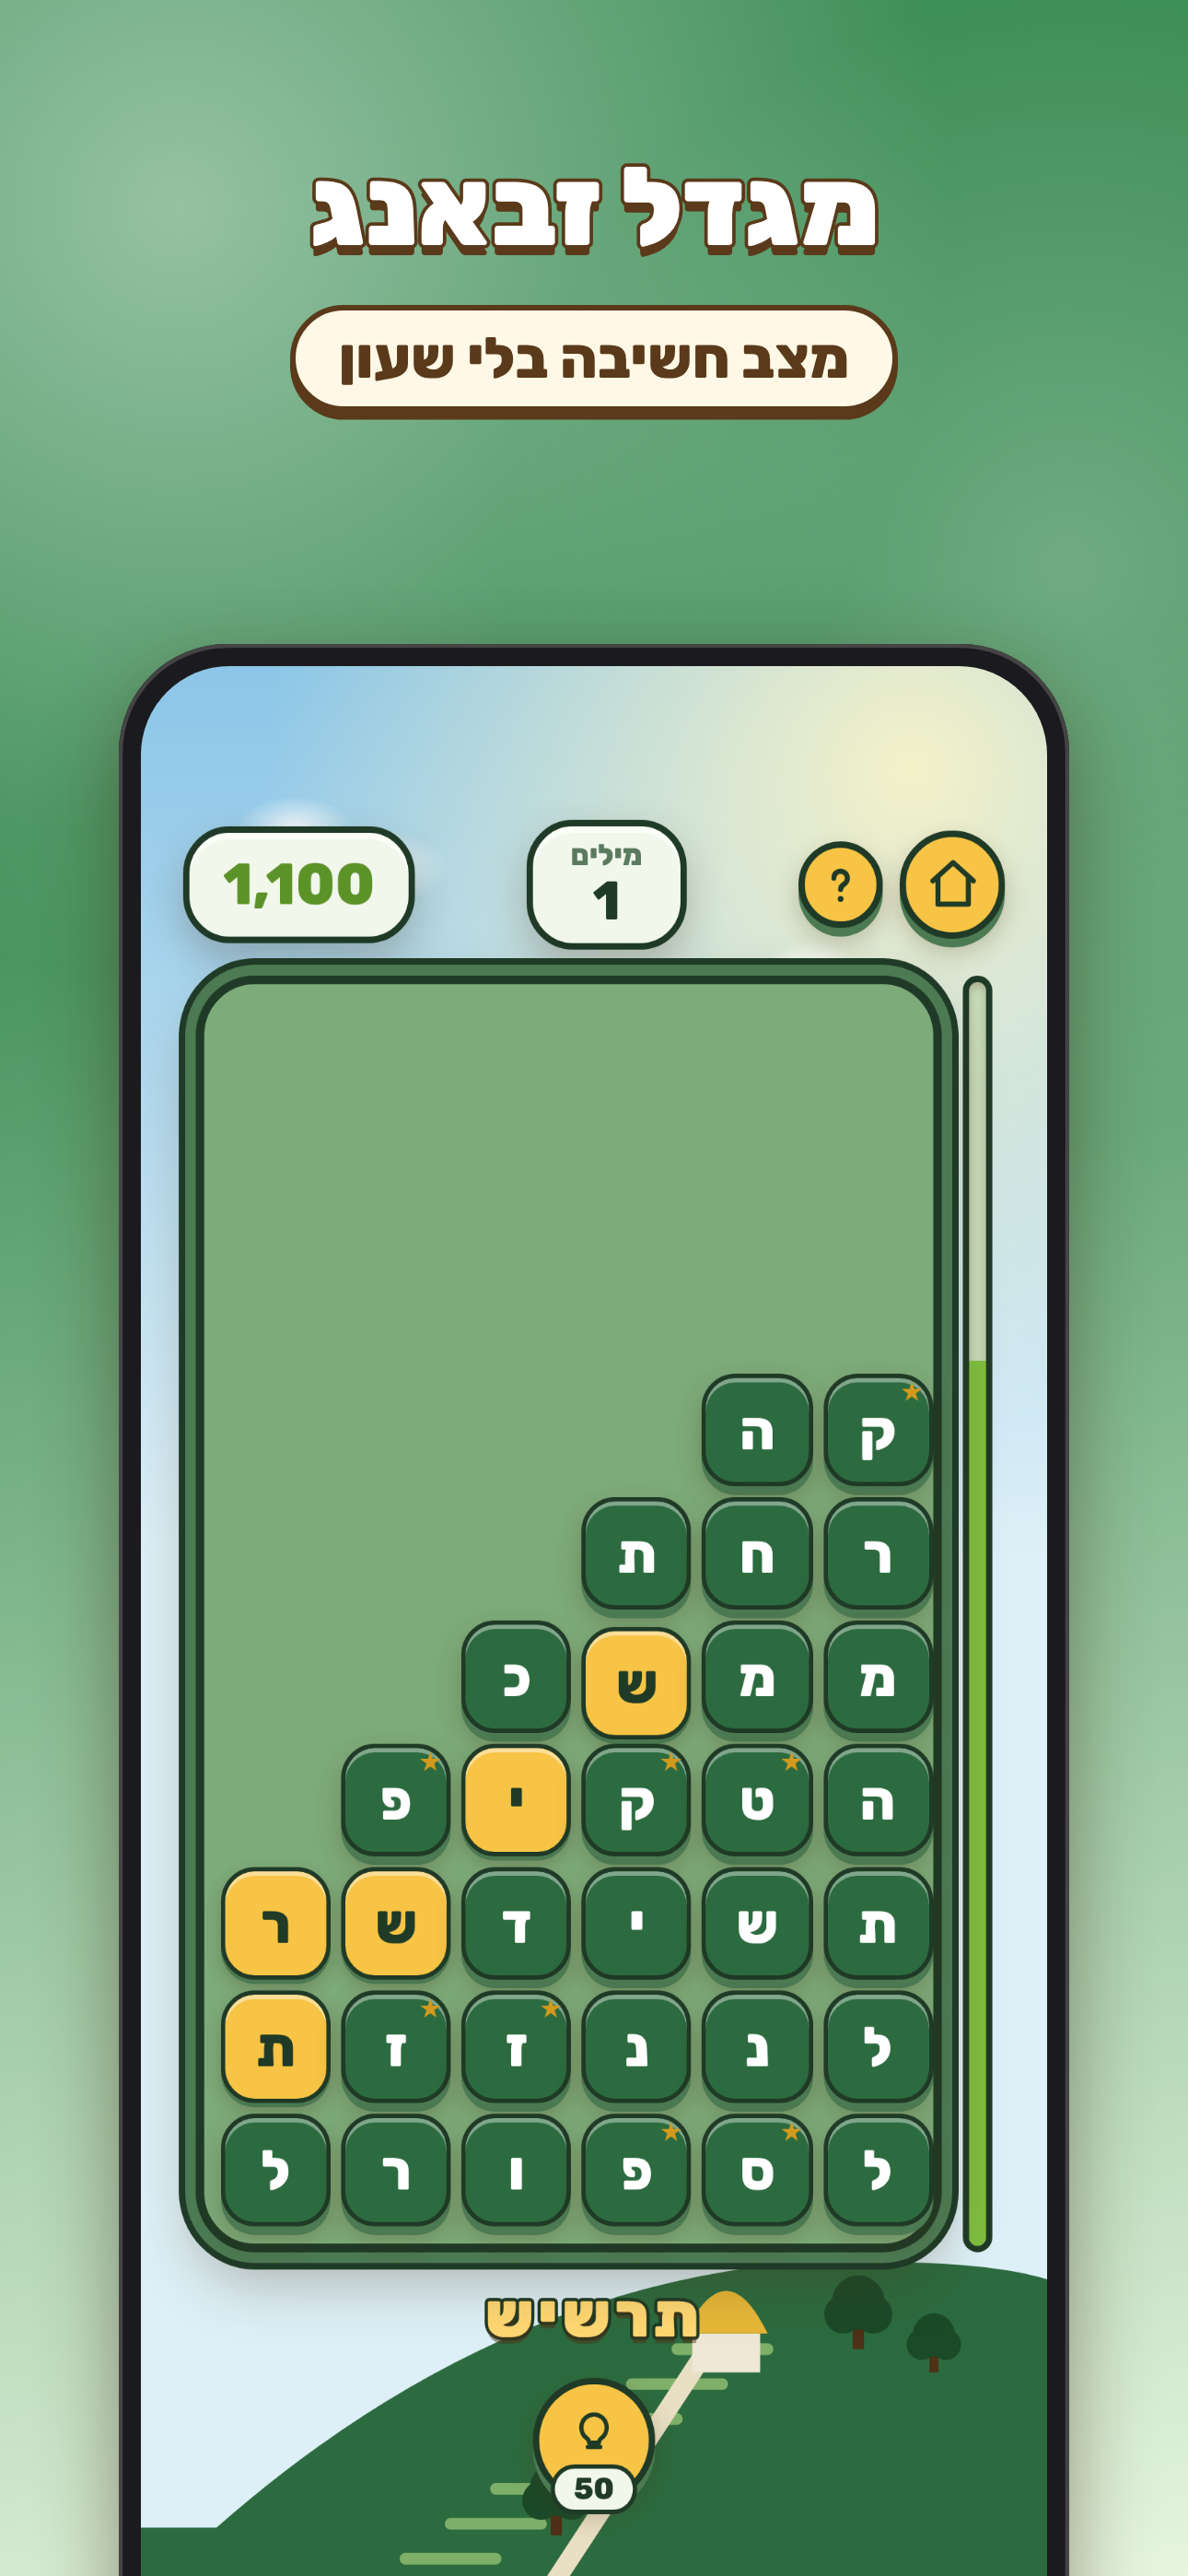 מגדל זבאנג
מצב חשיבה בלי שעון
? מילים 1,100
1
ק ה
ר ח ת
מ מ ש כ
ה ט ק י פ
ת ש י ד ש ר
ל נ נ ז ז ת
ל ס פ ו ר ל
תרשיש
50